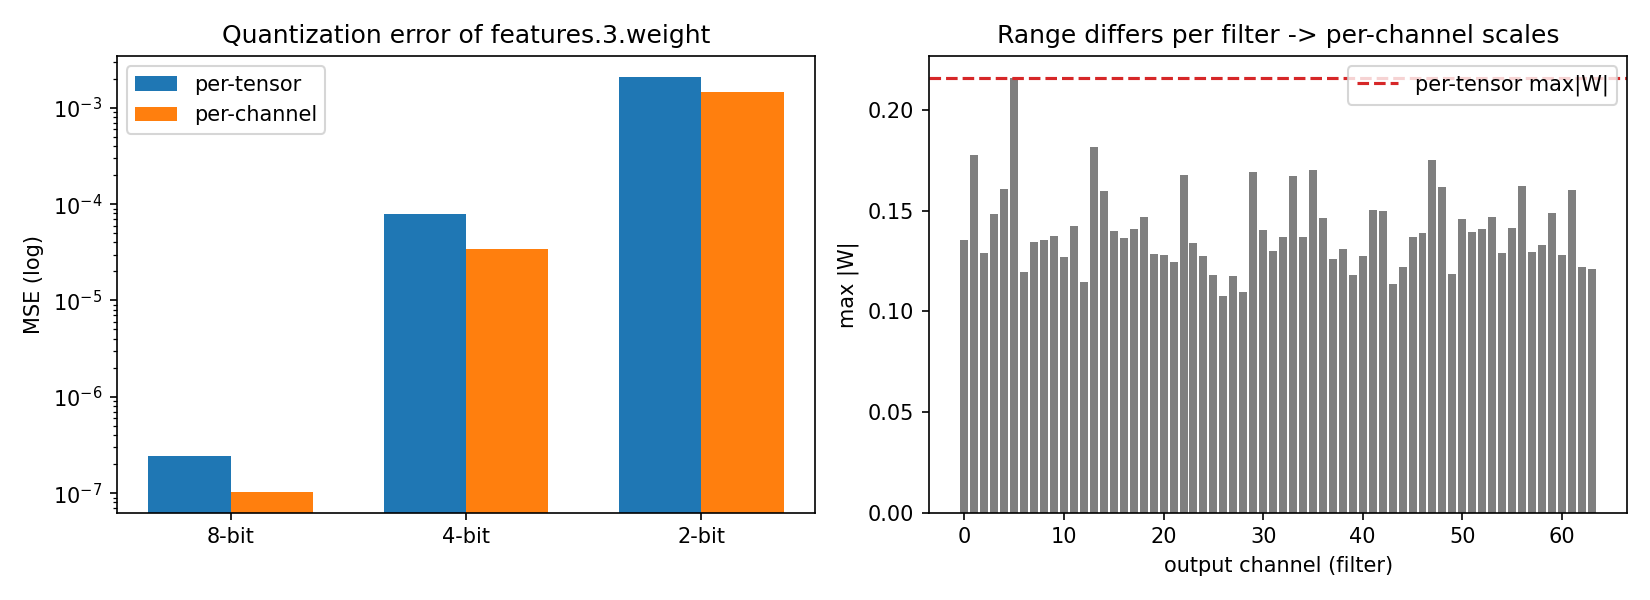 Quantization error of features.3.weight
per-tensor
per-channel
MSE (log)
10⁻³
10⁻⁴
10⁻⁵
10⁻⁶
10⁻⁷
8-bit 4-bit 2-bit
Range differs per filter -> per-channel scales
per-tensor max|W|
max |W|
0.20
0.15
0.10
0.05
0.00
0 10 20 30 40 50 60
output channel (filter)